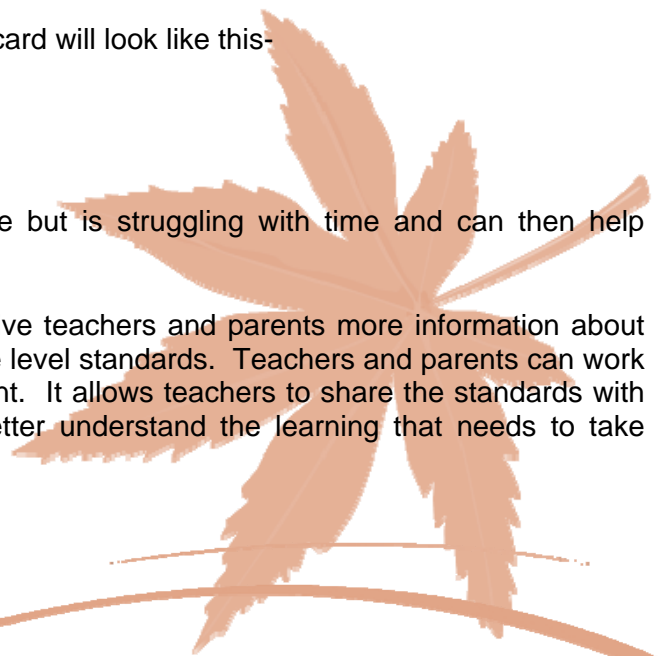 card will look like this-
e but is struggling with time and can then help
ive teachers and parents more information about
e level standards. Teachers and parents can work
nt. It allows teachers to share the standards with
etter understand the learning that needs to take